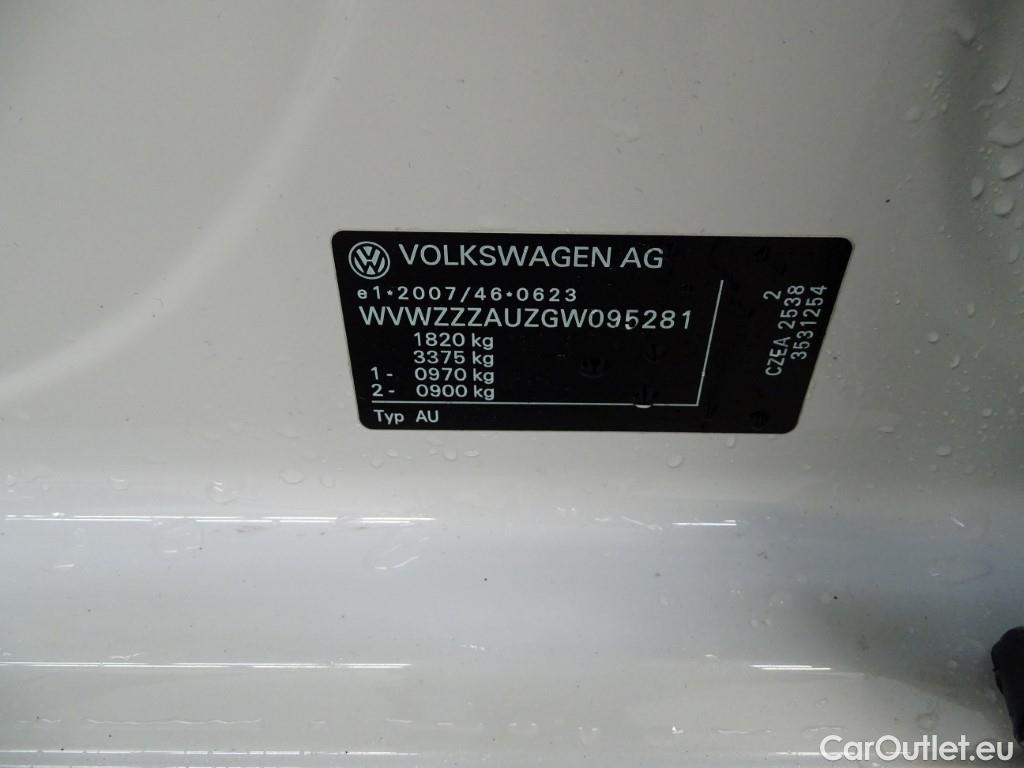 VOLKSWAGEN AG
e1*2007/46*0623
WVWZZZAUZGW095281
1820 kg
3375 kg
1- 0970 kg
2- 0900 kg
Typ AU
2
CZEA 2538
3531254
CarOutlet.eu